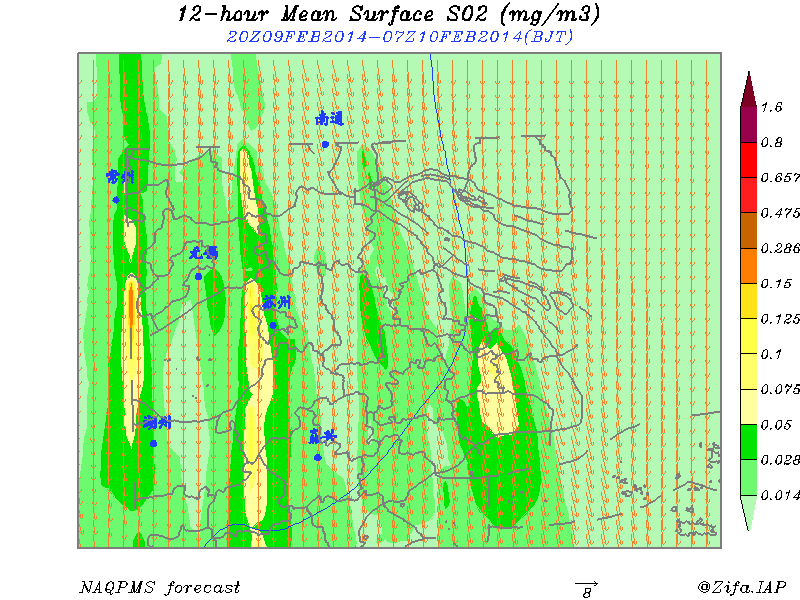 12-hour Mean Surface SO2 (mg/m3)
20Z09FEB2014-07Z10FEB2014(BJT)
南通
常州
无锡
苏州
湖州
嘉兴
1.6
0.8
0.657
0.475
0.286
0.15
0.125
0.1
0.075
0.05
0.028
0.014
NAQPMS forecast
8
@Zifa.IAP